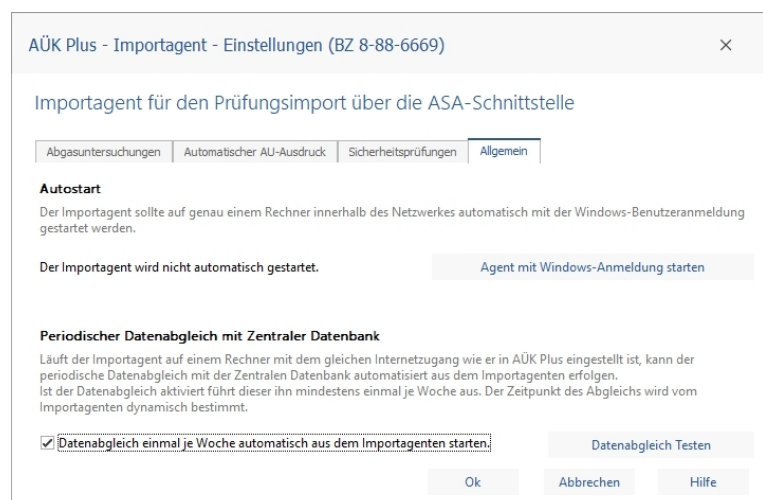 AÜK Plus - Importagent - Einstellungen (BZ 8-88-6669)
Importagent für den Prüfungsimport über die ASA-Schnittstelle
Abgasuntersuchungen Automatischer AU-Ausdruck Sicherheitsprüfungen Allgemein
Autostart
Der Importagent sollte auf genau einem Rechner innerhalb des Netzwerkes automatisch mit der Windows-Benutzeranmeldung
gestartet werden.
Der Importagent wird nicht automatisch gestartet. Agent mit Windows-Anmeldung starten
Periodischer Datenabgleich mit Zentraler Datenbank
Läuft der Importagent auf einem Rechner mit dem gleichen Internetzugang wie er in AÜK Plus eingestellt ist, kann der
periodische Datenabgleich mit der Zentralen Datenbank automatisiert aus dem Importagenten erfolgen.
Ist der Datenabgleich aktiviert führt dieser ihn mindestens einmal je Woche aus. Der Zeitpunkt des Abgleichs wird vom
Importagenten dynamisch bestimmt.
Datenabgleich einmal je Woche automatisch aus dem Importagenten starten. Datenabgleich Testen
Ok Abbrechen Hilfe